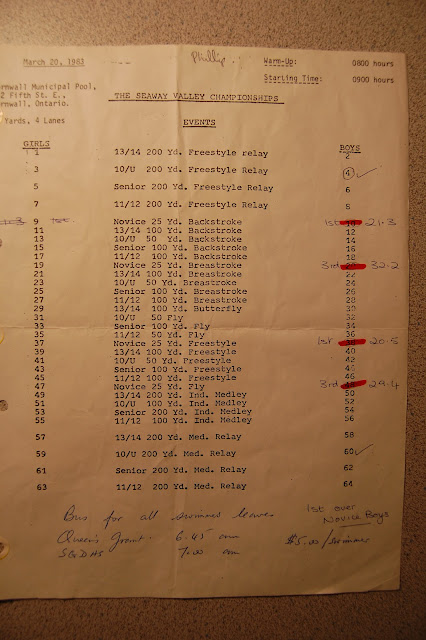 Phillip.
March 20, 1983 Warm-Up: 0800 hours
Starting Time: 0900 hours
rnwall Municipal Pool,
2 Fifth St. E.,
rnwall, Ontario.
THE SEAWAY VALLEY CHAMPIONSHIPS
Yards, 4 Lanes
EVENTS
GIRLS BOYS
1 13/14 200 Yd. Freestyle relay 2
3 10/U 200 Yd. Freestyle Relay 4
5 Senior 200 Yd. Freestyle Relay 6
7 11/12 200 Yd. Freestyle Relay 8
9 Novice 25 Yd. Backstroke 1st 21.3
11 13/14 100 Yd. Backstroke 12
13 10/U 50 Yd. Backstroke 14
15 Senior 100 Yd. Backstroke 16
17 11/12 100 Yd. Backstroke 18
19 Novice 25 Yd. Breastroke 3rd 32.2
21 13/14 100 Yd. Breastroke 22
23 10/U 50 Yd. Breastroke 24
25 Senior 100 Yd. Breastroke 26
27 11/12 100 Yd. Breastroke 28
29 13/14 100 Yd. Butterfly 30
31 10/U 50 Yd. Fly 32
33 Senior 100 Yd. Fly 34
35 11/12 50 Yd. Fly 36
37 Novice 25 Yd. Freestyle 1st 20.5
39 13/14 100 Yd. Freestyle 40
41 10/U 50 Yd. Freestyle 42
43 Senior 100 Yd. Freestyle
45 11/12 100 Yd. Freestyle 46
47 Novice 25 Yd. Fly 3rd 29.4
49 13/14 200 Yd. Ind. Medley 50
51 10/U 100 Yd. Ind. Medley 52
53 Senior 200 Yd. Ind. Medley 54
55 11/12 100 Yd. Ind. Medley 56
57 13/14 200 Yd. Med. Relay 58
59 10/U 200 Yd. Med. Relay 60
61 Senior 200 Yd. Med. Relay 62
63 11/12 200 Yd. Med. Relay 64
1st over
Novice Boys
Bus for all swimmers leaves
Queen's Grant. 6.45 am $5.00/swimmer
7.00 am